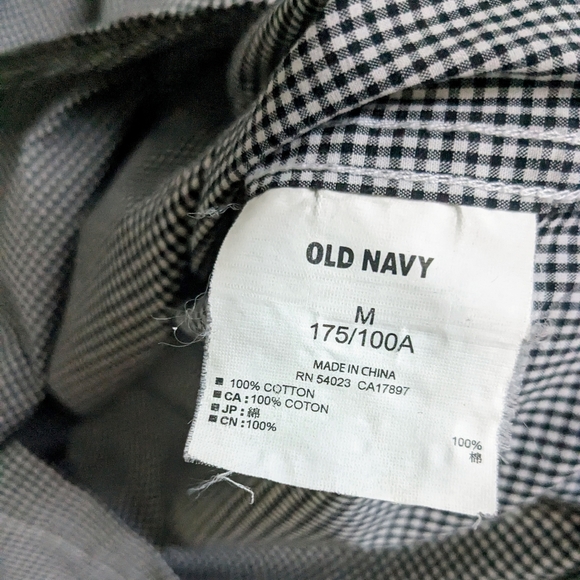 OLD NAVY
M
175/100A
MADE IN CHINA
RN 54023 CA17897
100% COTTON
CA : 100% COTON
JP : 綿
CN : 100%
100%
棉